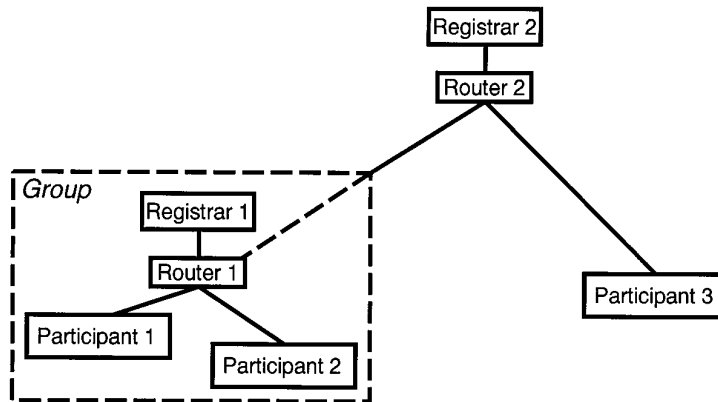 Registrar 2
Router 2
Group
Registrar 1
Router 1
Participant 1
Participant 2
Participant 3